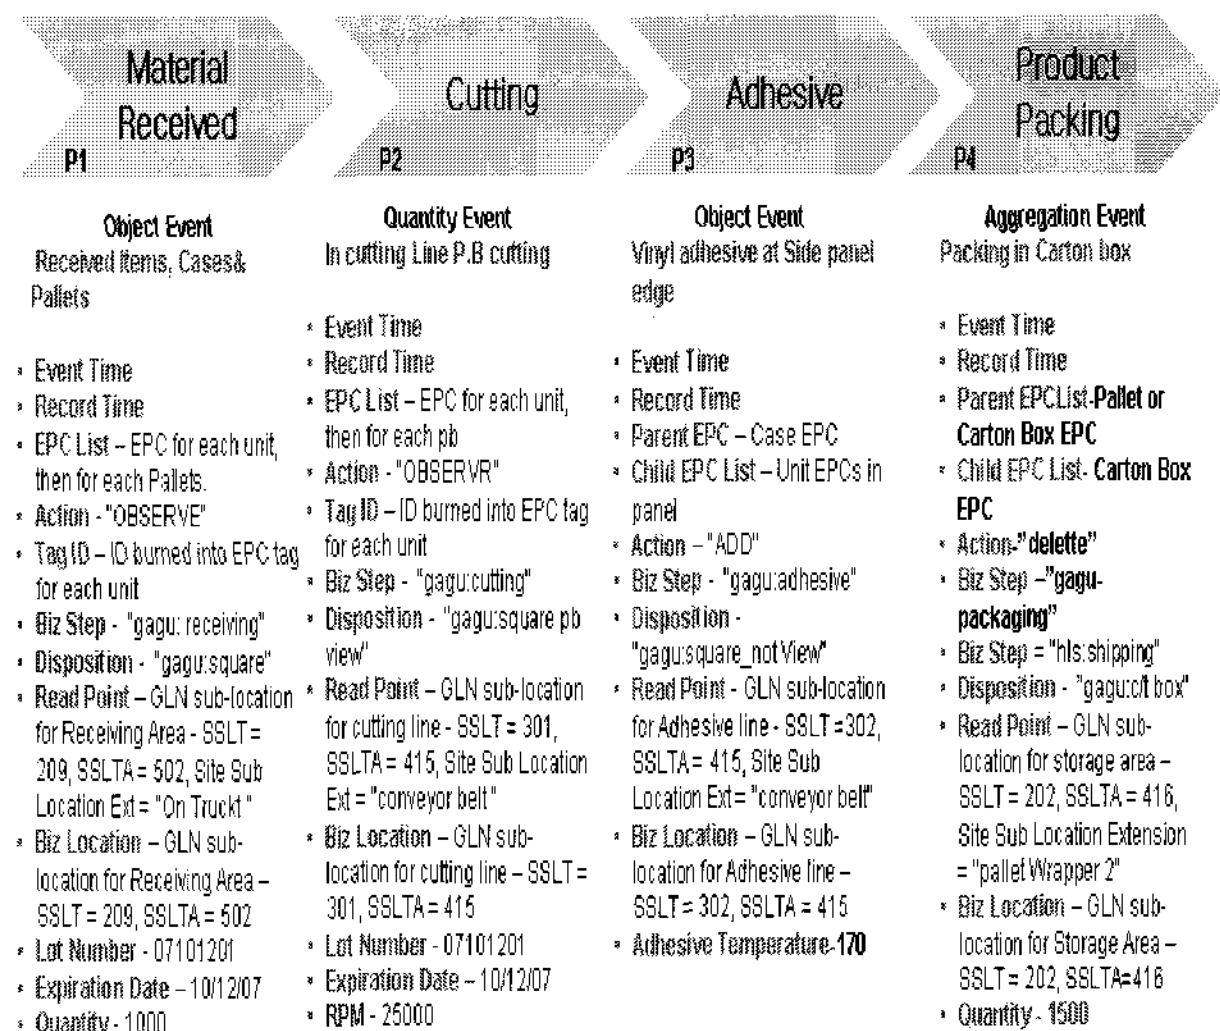 Material
Received
P1
Cutting
P2
Adhesive
P3
Product
Packing
P4
Object Event
Received Items, Cases&
Pallets
• Event Time
• Record Time
• EPC List – EPC for each unit,
then for each Pallets.
• Action - "OBSERVE"
• Tag ID – ID burned into EPC tag
for each unit
• Biz Step - "gagu: receiving"
• Disposition - "gagu:square"
• Read Point – GLN sub-location
for Receiving Area - SSLT =
209, SSLTA = 502, Site Sub
Location Ext = "On Truckt "
• Biz Location – GLN sub-
location for Receiving Area –
SSLT = 209, SSLTA = 502
• Lot Number - 07101201
• Expiration Date – 10/12/07
• Quantity - 1000
Quantity Event
In cutting Line P.B cutting
• Event Time
• Record Time
• EPC List – EPC for each unit,
then for each pb
• Action - "OBSERVR"
• Tag ID – ID burned into EPC tag
for each unit
• Biz Step - "gagu:cutting"
• Disposition - "gagu:square pb
view"
• Read Point – GLN sub-location
for cutting line - SSLT = 301,
SSLTA = 415, Site Sub Location
Ext = "conveyor belt"
• Biz Location – GLN sub-
location for cutting line – SSLT =
301, SSLTA = 415
• Lot Number - 07101201
• Expiration Date – 10/12/07
• RPM - 25000
Object Event
Vinyl adhesive at Side panel
edge
• Event Time
• Record Time
• Parent EPC – Case EPC
• Child EPC List – Unit EPCs in
panel
• Action – "ADD"
• Biz Step - "gagu:adhesive"
• Disposition -
"gagu:square_not View"
• Read Point - GLN sub-location
for Adhesive line - SSLT =302,
SSLTA = 415, Site Sub
Location Ext = "conveyor belt"
• Biz Location – GLN sub-
location for Adhesive line –
SSLT = 302, SSLTA = 415
• Adhesive Temperature-170
Aggregation Event
Packing in Carton box
• Event Time
• Record Time
• Parent EPCList-Pallet or
Carton Box EPC
• Child EPC List- Carton Box
EPC
• Action-"delette"
• Biz Step –"gagu-
packaging"
• Biz Step = "hls:shipping"
• Disposition - "gagu:c/t box"
• Read Point – GLN sub-
location for storage area –
SSLT = 202, SSLTA = 416,
Site Sub Location Extension
= "pallet Wrapper 2"
• Biz Location – GLN sub-
location for Storage Area –
SSLT = 202, SSLTA=416
• Quantity - 1500